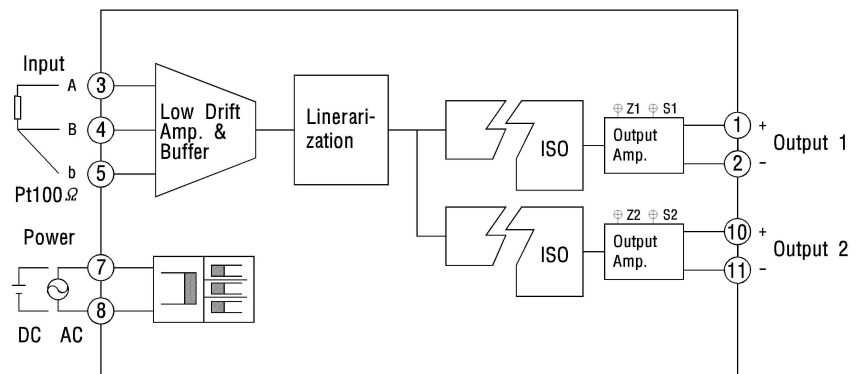 Input
A
3
B
4
b
5
Pt100Ω
Low Drift
Amp. &
Buffer
Linerari-
zation
ISO
Z1 S1
Output
Amp.
1 +
2 −
Output 1
ISO
Z2 S2
Output
Amp.
10 +
11 −
Output 2
Power
7
8
DC AC